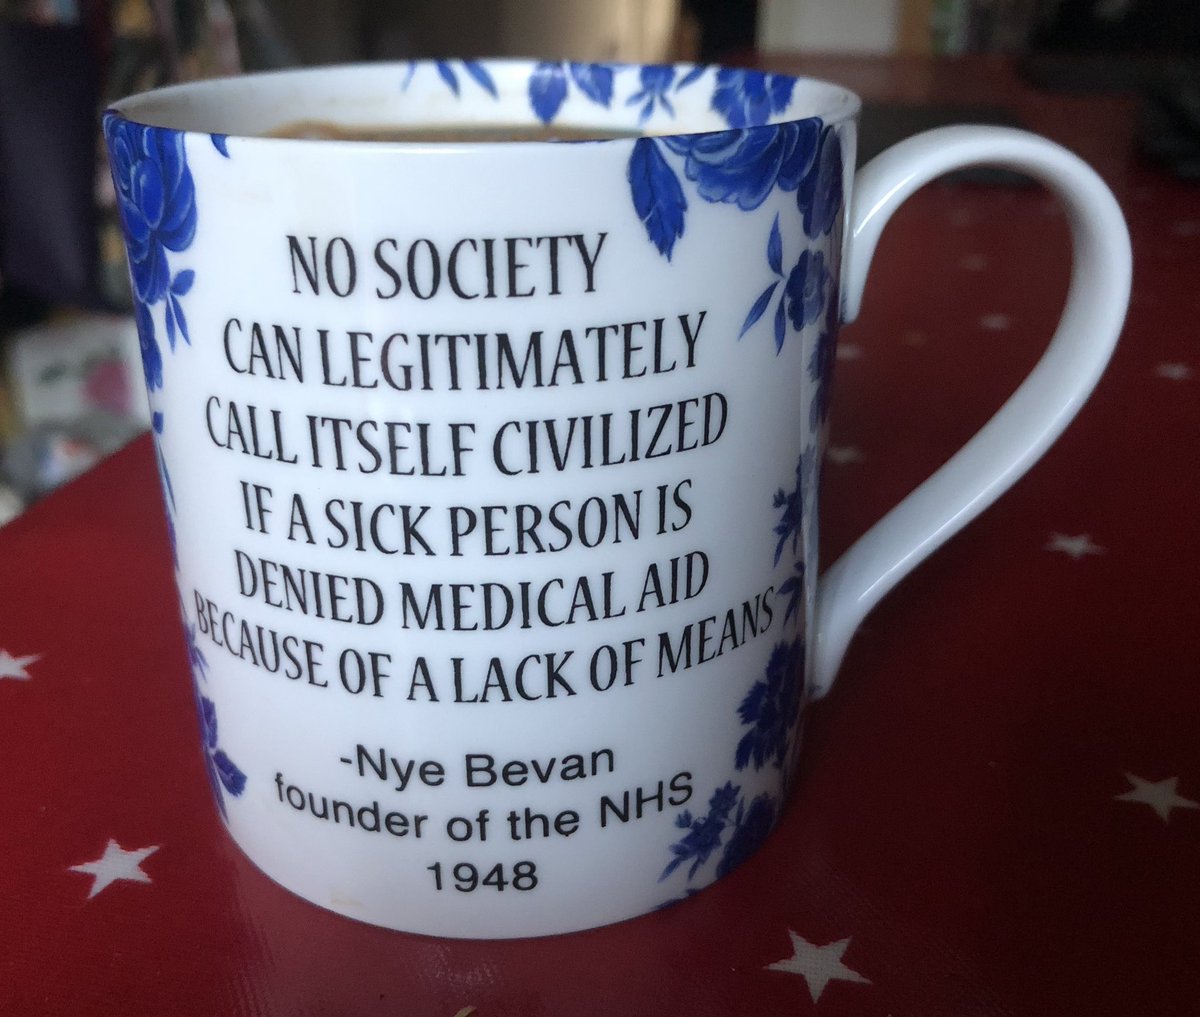 NO SOCIETY
CAN LEGITIMATELY
CALL ITSELF CIVILIZED
IF A SICK PERSON IS
DENIED MEDICAL AID
BECAUSE OF A LACK OF MEANS
-Nye Bevan
founder of the NHS
1948